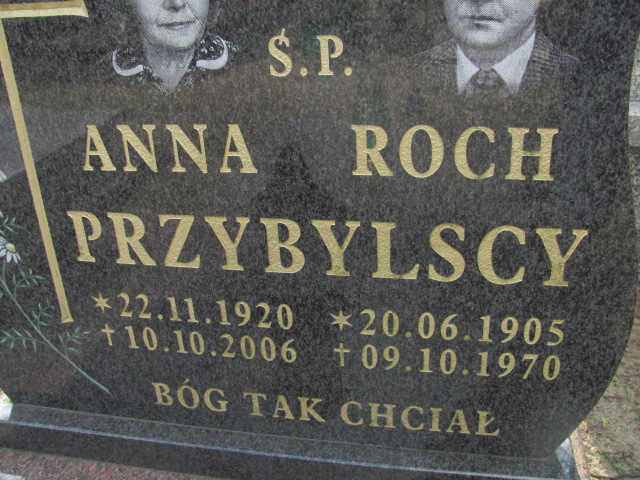 Ś.P.
ANNA ROCH
PRZYBYLSCY
*22.11.1920 *20.06.1905
†10.10.2006 †09.10.1970
BÓG TAK CHCIAŁ